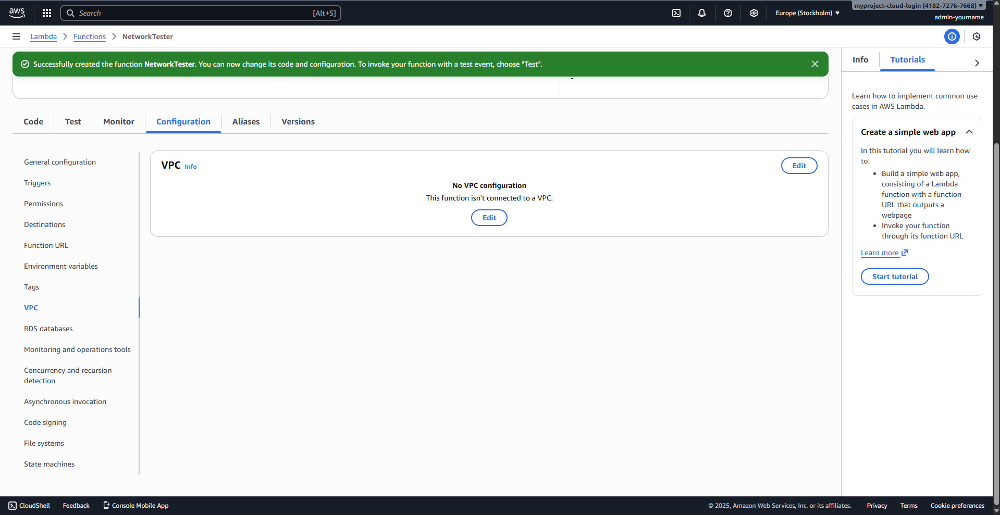 aws
Search
[Alt+S]
Europe (Stockholm)
myproject-cloud-login (4182-7276-7668)
admin-yourname
Lambda
Functions
NetworkTester
Successfully created the function NetworkTester. You can now change its code and configuration. To invoke your function with a test event, choose "Test".
-
Code
Test
Monitor
Configuration
Aliases
Versions
General configuration
Triggers
Permissions
Destinations
Function URL
Environment variables
Tags
VPC
RDS databases
Monitoring and operations tools
Concurrency and recursion
detection
Asynchronous invocation
Code signing
File systems
State machines
VPC Info
Edit
No VPC configuration
This function isn't connected to a VPC.
Edit
Info
Tutorials
Learn how to implement common use
cases in AWS Lambda.
Create a simple web app
In this tutorial you will learn how
to:
• Build a simple web app,
consisting of a Lambda
function with a function
URL that outputs a
webpage
• Invoke your function
through its function URL
Learn more
Start tutorial
CloudShell
Feedback
Console Mobile App
© 2025, Amazon Web Services, Inc. or its affiliates.
Privacy
Terms
Cookie preferences